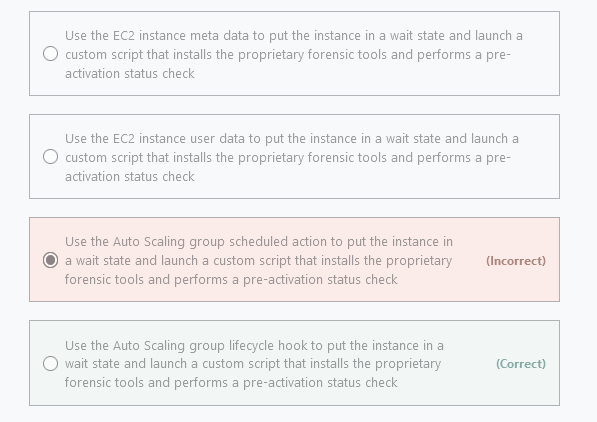 Use the EC2 instance meta data to put the instance in a wait state and launch a
custom script that installs the proprietary forensic tools and performs a pre-
activation status check
Use the EC2 instance user data to put the instance in a wait state and launch a
custom script that installs the proprietary forensic tools and performs a pre-
activation status check
Use the Auto Scaling group scheduled action to put the instance in
a wait state and launch a custom script that installs the proprietary
forensic tools and performs a pre-activation status check
(Incorrect)
Use the Auto Scaling group lifecycle hook to put the instance in a
wait state and launch a custom script that installs the proprietary
forensic tools and performs a pre-activation status check
(Correct)